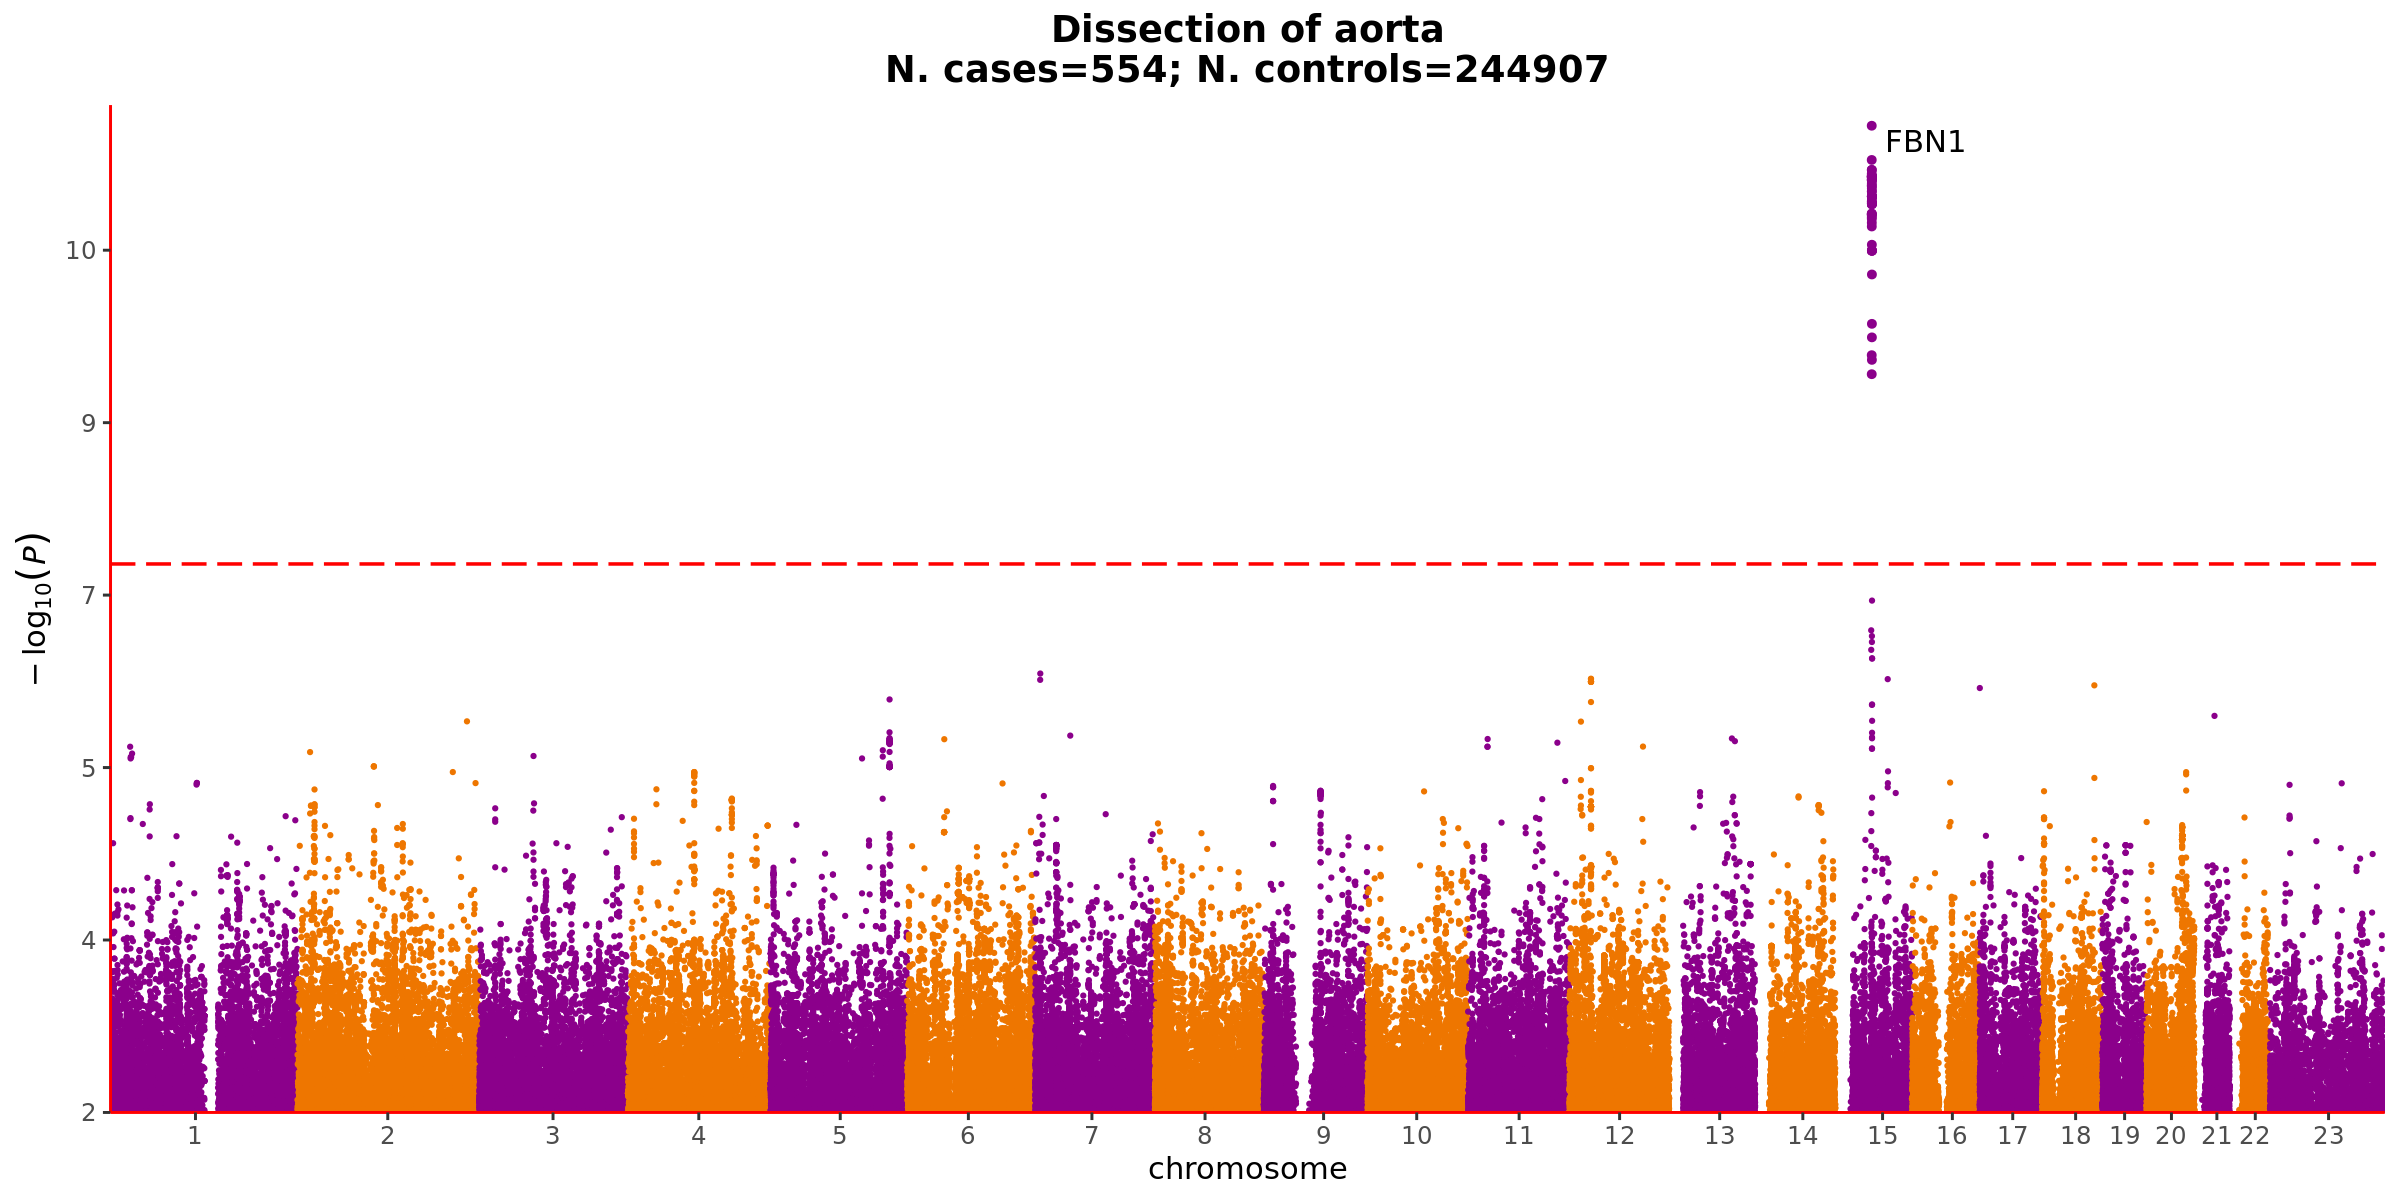 Dissection of aorta
N. cases=554; N. controls=244907
FBN1
10
9
7
5
4
2
−log₁₀(P)
1 2 3 4 5 6 7 8 9 10 11 12 13 14 15 16 17 18 19 20 21 22 23
chromosome